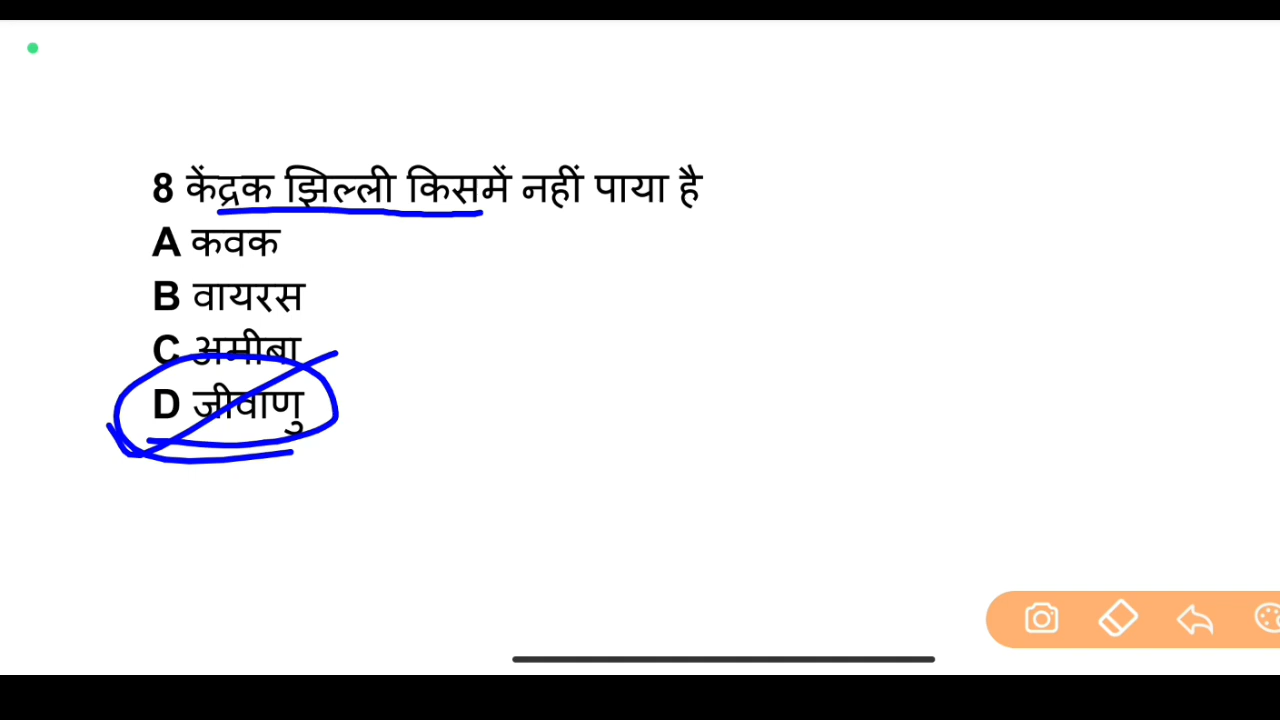 8 केंद्रक झिल्ली किसमें नहीं पाया है
A कवक
B वायरस
C अमीबा
D जीवाणु